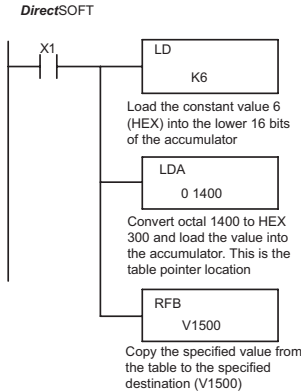 DirectSOFT
X1
LD
K6
Load the constant value 6
(HEX) into the lower 16 bits
of the accumulator
LDA
0 1400
Convert octal 1400 to HEX
300 and load the value into
the accumulator. This is the
table pointer location
RFB
V1500
Copy the specified value from
the table to the specified
destination (V1500)